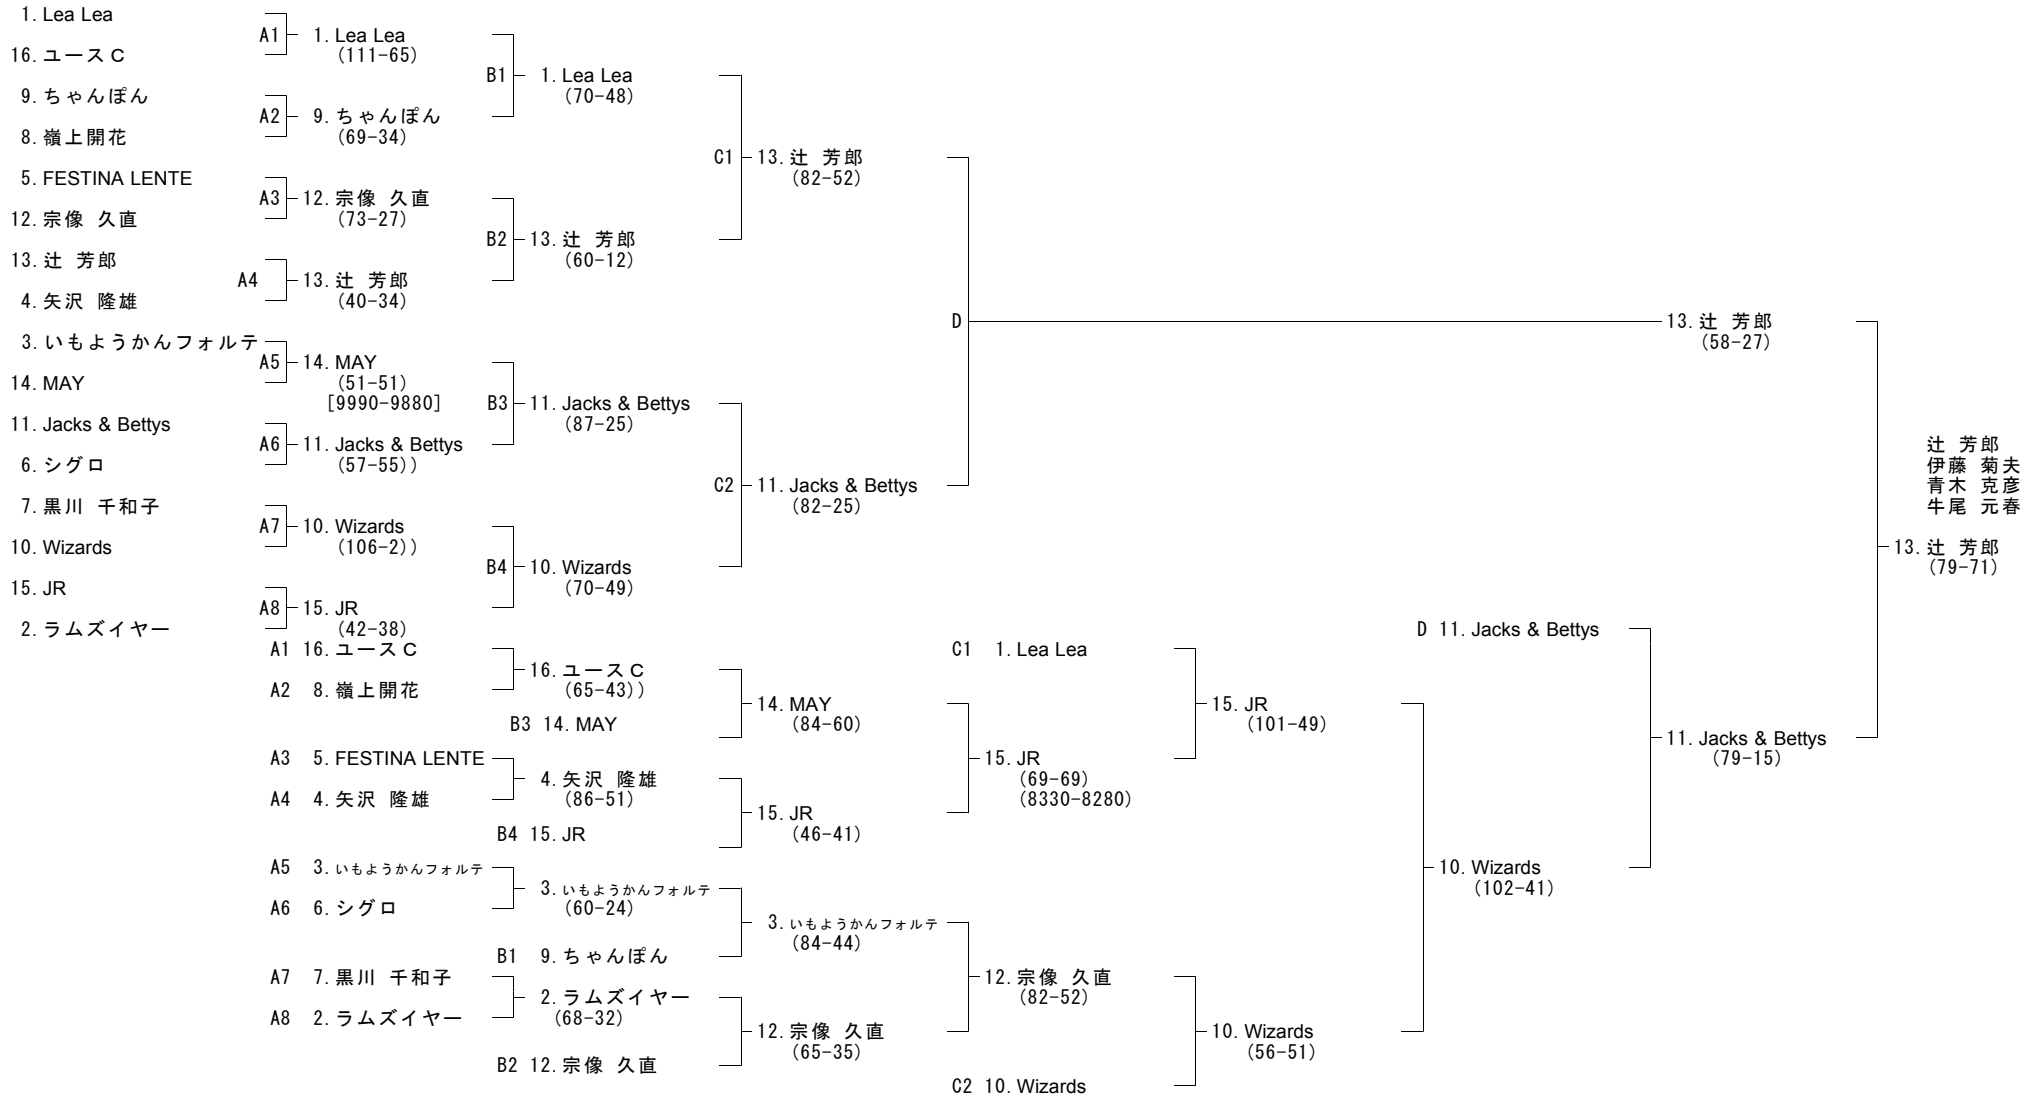 1. Lea Lea
A1 1. Lea Lea
(111-65)
16. ユースC
B1 1. Lea Lea
(70-48)
9. ちゃんぽん
A2 9. ちゃんぽん
(69-34)
8. 嶺上開花
C1 13. 辻 芳郎
(82-52)
5. FESTINA LENTE
A3 12. 宗像 久直
(73-27)
12. 宗像 久直
B2 13. 辻 芳郎
(60-12)
13. 辻 芳郎
A4 13. 辻 芳郎
(40-34)
4. 矢沢 隆雄
D 13. 辻 芳郎
(58-27)
3. いもようかんフォルテ
A5 14. MAY
(51-51)
[9990-9880]
14. MAY
B3 11. Jacks & Bettys
(87-25)
11. Jacks & Bettys
A6 11. Jacks & Bettys
(57-55))
6. シグロ
C2 11. Jacks & Bettys
(82-25)
7. 黒川 千和子
A7 10. Wizards
(106-2))
10. Wizards
B4 10. Wizards
(70-49)
15. JR
A8 15. JR
(42-38)
2. ラムズイヤー
辻 芳郎
伊藤 菊夫
青木 克彦
牛尾 元春
13. 辻 芳郎
(79-71)
A1 16. ユースC
16. ユースC
(65-43))
A2 8. 嶺上開花
B3 14. MAY
14. MAY
(84-60)
A3 5. FESTINA LENTE
4. 矢沢 隆雄
(86-51)
A4 4. 矢沢 隆雄
B4 15. JR
15. JR
(46-41)
15. JR
(69-69)
(8330-8280)
C1 1. Lea Lea
15. JR
(101-49)
D 11. Jacks & Bettys
11. Jacks & Bettys
(79-15)
10. Wizards
(102-41)
A5 3. いもようかんフォルテ
3. いもようかんフォルテ
(60-24)
A6 6. シグロ
B1 9. ちゃんぽん
3. いもようかんフォルテ
(84-44)
A7 7. 黒川 千和子
2. ラムズイヤー
(68-32)
A8 2. ラムズイヤー
B2 12. 宗像 久直
12. 宗像 久直
(65-35)
12. 宗像 久直
(82-52)
10. Wizards
(56-51)
C2 10. Wizards